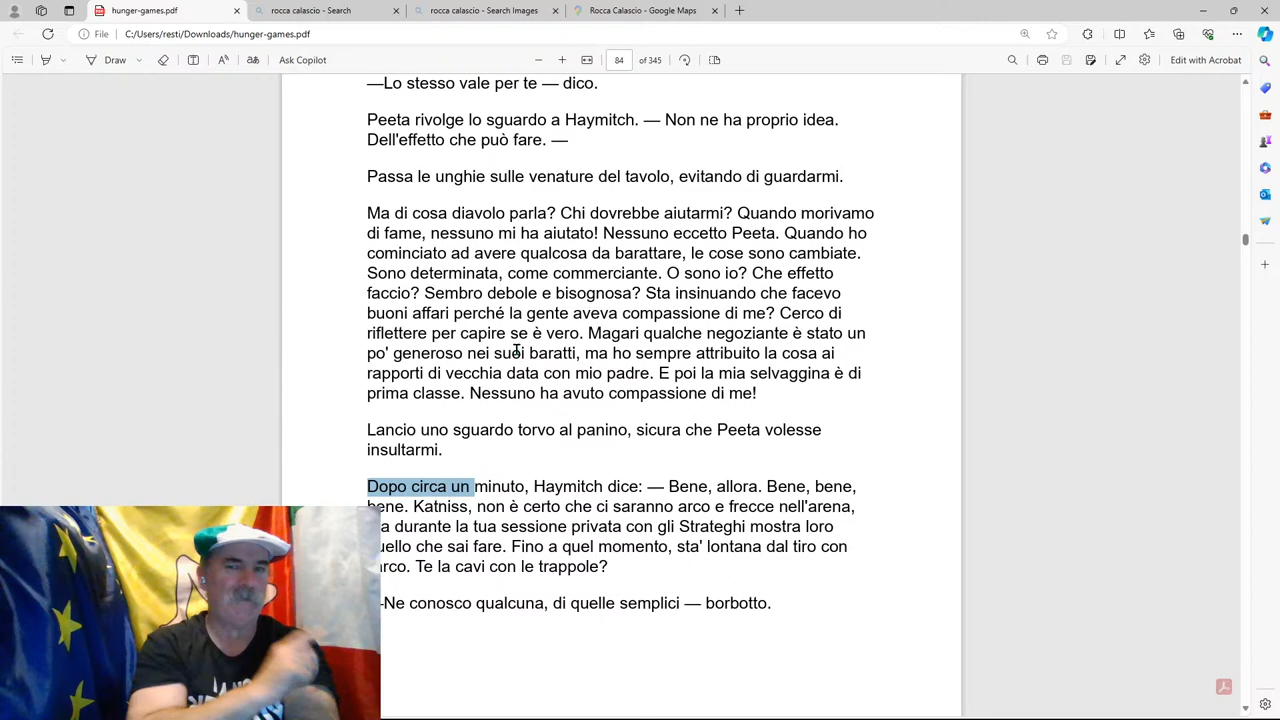 hunger-games.pdf
rocca calascio - Search
rocca calascio - Search Images
Rocca Calascio - Google Maps
File
C:/Users/resti/Downloads/hunger-games.pdf
Draw
Ask Copilot
84 of 345
Edit with Acrobat
—Lo stesso vale per te — dico.
Peeta rivolge lo sguardo a Haymitch. — Non ne ha proprio idea.
Dell'effetto che può fare. —
Passa le unghie sulle venature del tavolo, evitando di guardarmi.
Ma di cosa diavolo parla? Chi dovrebbe aiutarmi? Quando morivamo
di fame, nessuno mi ha aiutato! Nessuno eccetto Peeta. Quando ho
cominciato ad avere qualcosa da barattare, le cose sono cambiate.
Sono determinata, come commerciante. O sono io? Che effetto
faccio? Sembro debole e bisognosa? Sta insinuando che facevo
buoni affari perché la gente aveva compassione di me? Cerco di
riflettere per capire se è vero. Magari qualche negoziante è stato un
po' generoso nei suoi baratti, ma ho sempre attribuito la cosa ai
rapporti di vecchia data con mio padre. E poi la mia selvaggina è di
prima classe. Nessuno ha avuto compassione di me!
Lancio uno sguardo torvo al panino, sicura che Peeta volesse
insultarmi.
Dopo circa un minuto, Haymitch dice: — Bene, allora. Bene, bene,
bene. Katniss, non è certo che ci saranno arco e frecce nell'arena,
a durante la tua sessione privata con gli Strateghi mostra loro
uello che sai fare. Fino a quel momento, sta' lontana dal tiro con
arco. Te la cavi con le trappole?
—Ne conosco qualcuna, di quelle semplici — borbotto.